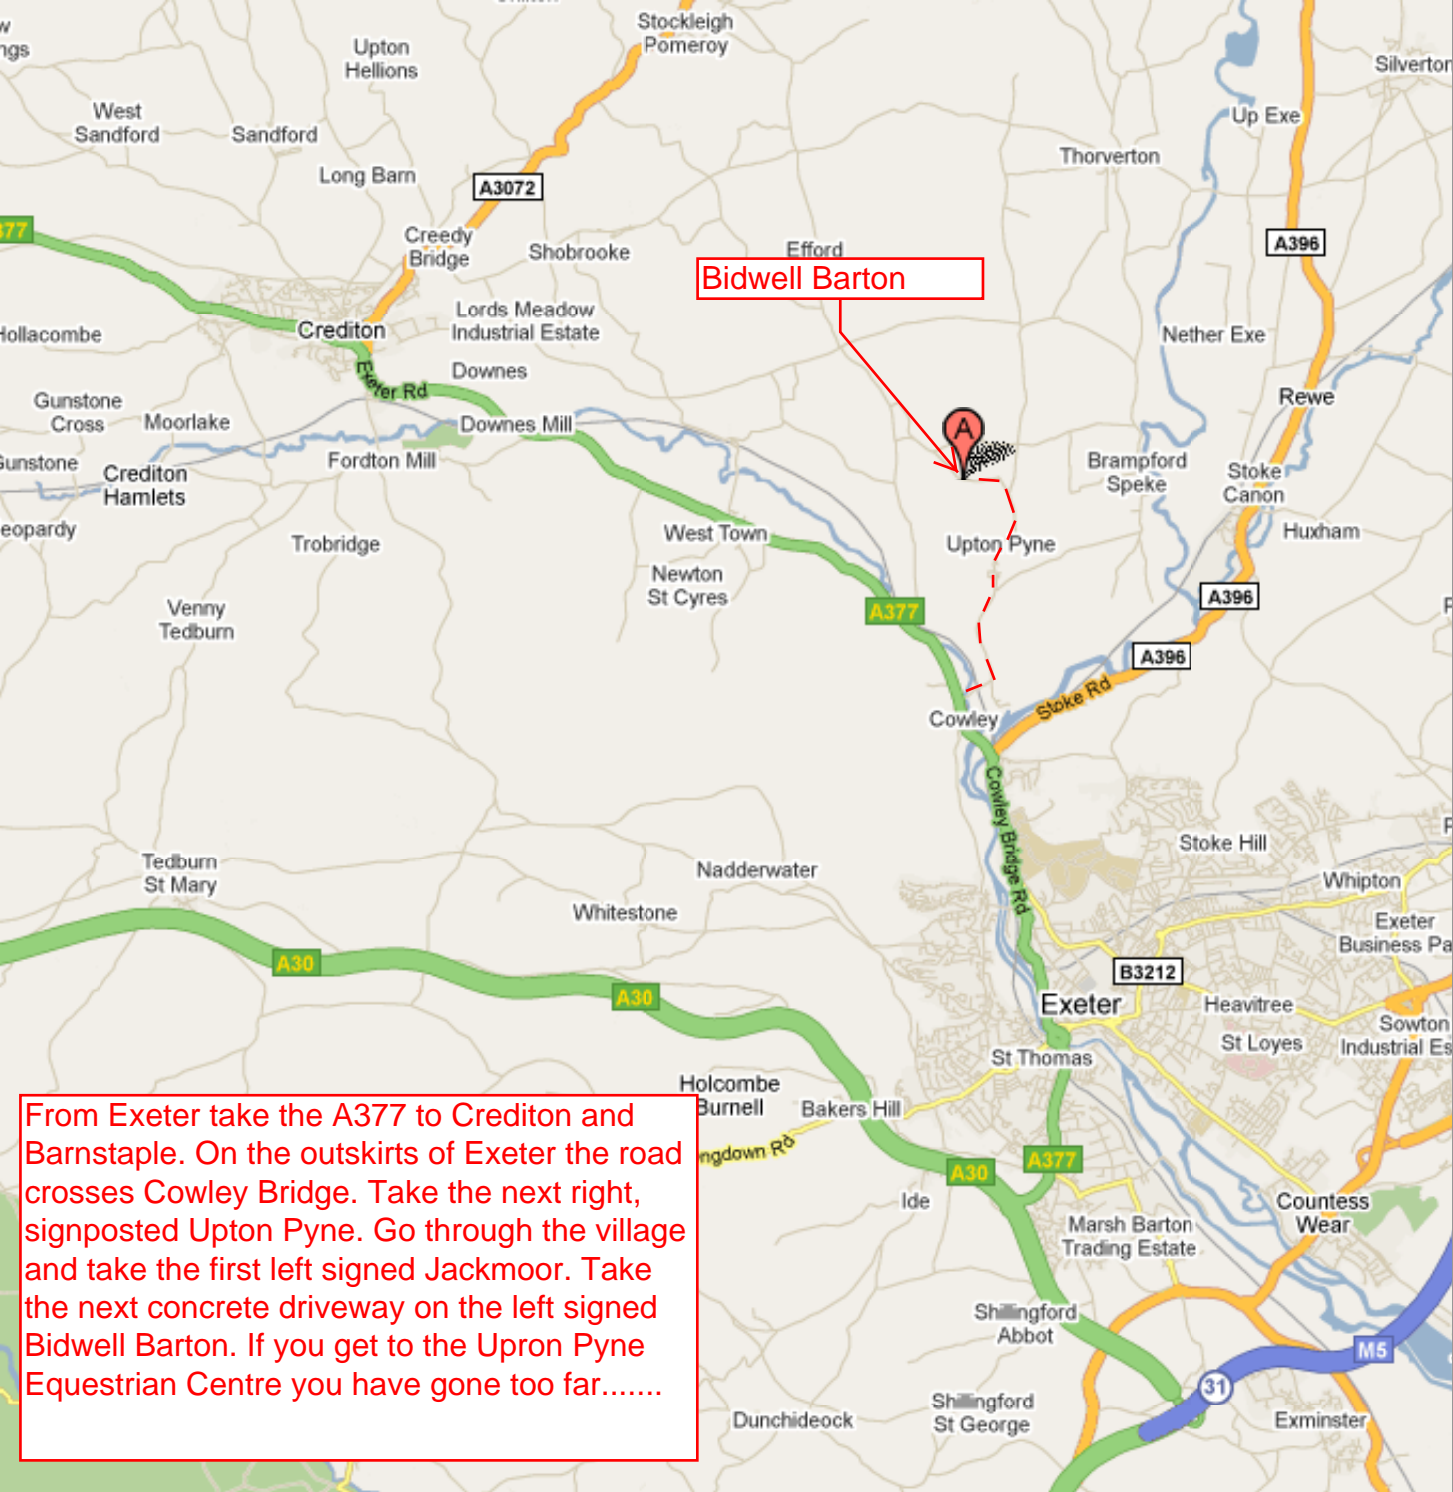 Stockleigh
Pomeroy
Upton
Hellions
Silverton
West
Sandford
Sandford
Up Exe
Long Barn
A3072
Thorverton
377
Creedy
Bridge
Shobrooke
Efford
A396
Bidwell Barton
Lords Meadow
Industrial Estate
Crediton
Hollacombe
Nether Exe
Exeter Rd
Downes
Gunstone
Cross
Moorlake
Downes Mill
Rewe
A
Gunstone
Crediton
Hamlets
Fordton Mill
Brampford
Speke
Stoke
Canon
eopardy
Trobridge
West Town
Upton Pyne
Huxham
Newton
St Cyres
Venny
Tedburn
A377
A396
A396
Stoke Rd
Cowley
Cowley Bridge Rd
Stoke Hill
Tedburn
St Mary
Nadderwater
Whipton
Whitestone
Exeter
Business Pa
A30
A30
B3212
Exeter
Heavitree
Sowton
Industrial Es
St Loyes
St Thomas
Holcombe
Burnell
Bakers Hill
ngdown Rd
A30
A377
Ide
Countess
Wear
Marsh Barton
Trading Estate
From Exeter take the A377 to Crediton and
Barnstaple. On the outskirts of Exeter the road
crosses Cowley Bridge. Take the next right,
signposted Upton Pyne. Go through the village
and take the first left signed Jackmoor. Take
the next concrete driveway on the left signed
Bidwell Barton. If you get to the Upron Pyne
Equestrian Centre you have gone too far.......
Shillingford
Abbot
M5
31
Shillingford
St George
Dunchideock
Exminster